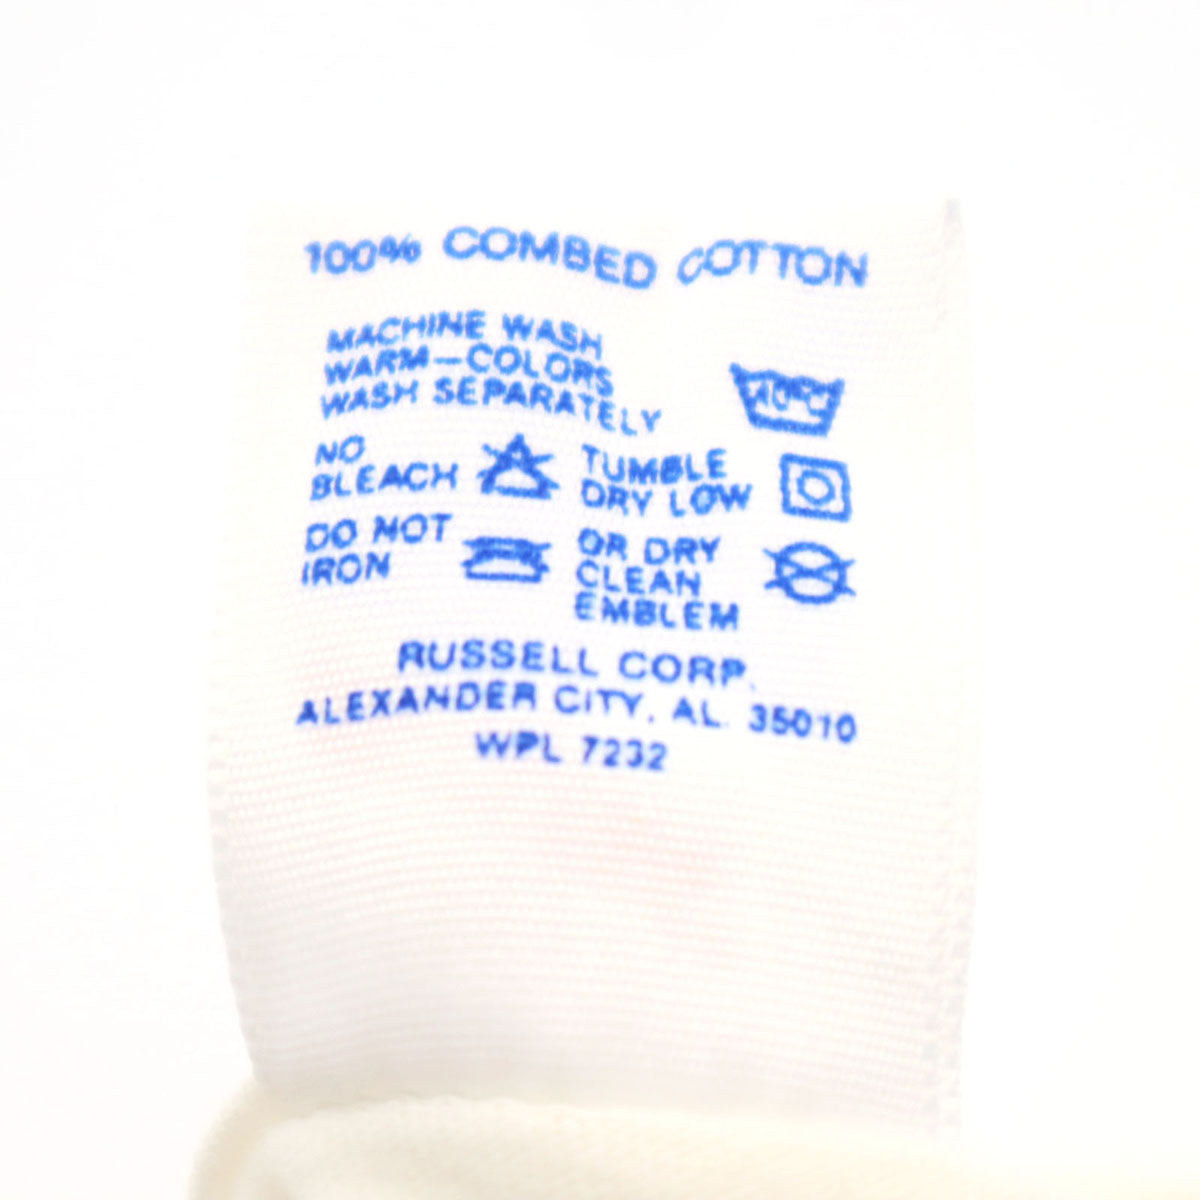 100% COMBED COTTON
MACHINE WASH
WARM—COLORS
WASH SEPARATELY
40°C
NO
BLEACH
TUMBLE
DRY LOW
DO NOT
IRON
OR DRY
CLEAN
EMBLEM
RUSSELL CORP.
ALEXANDER CITY, AL. 35010
WPL 7232